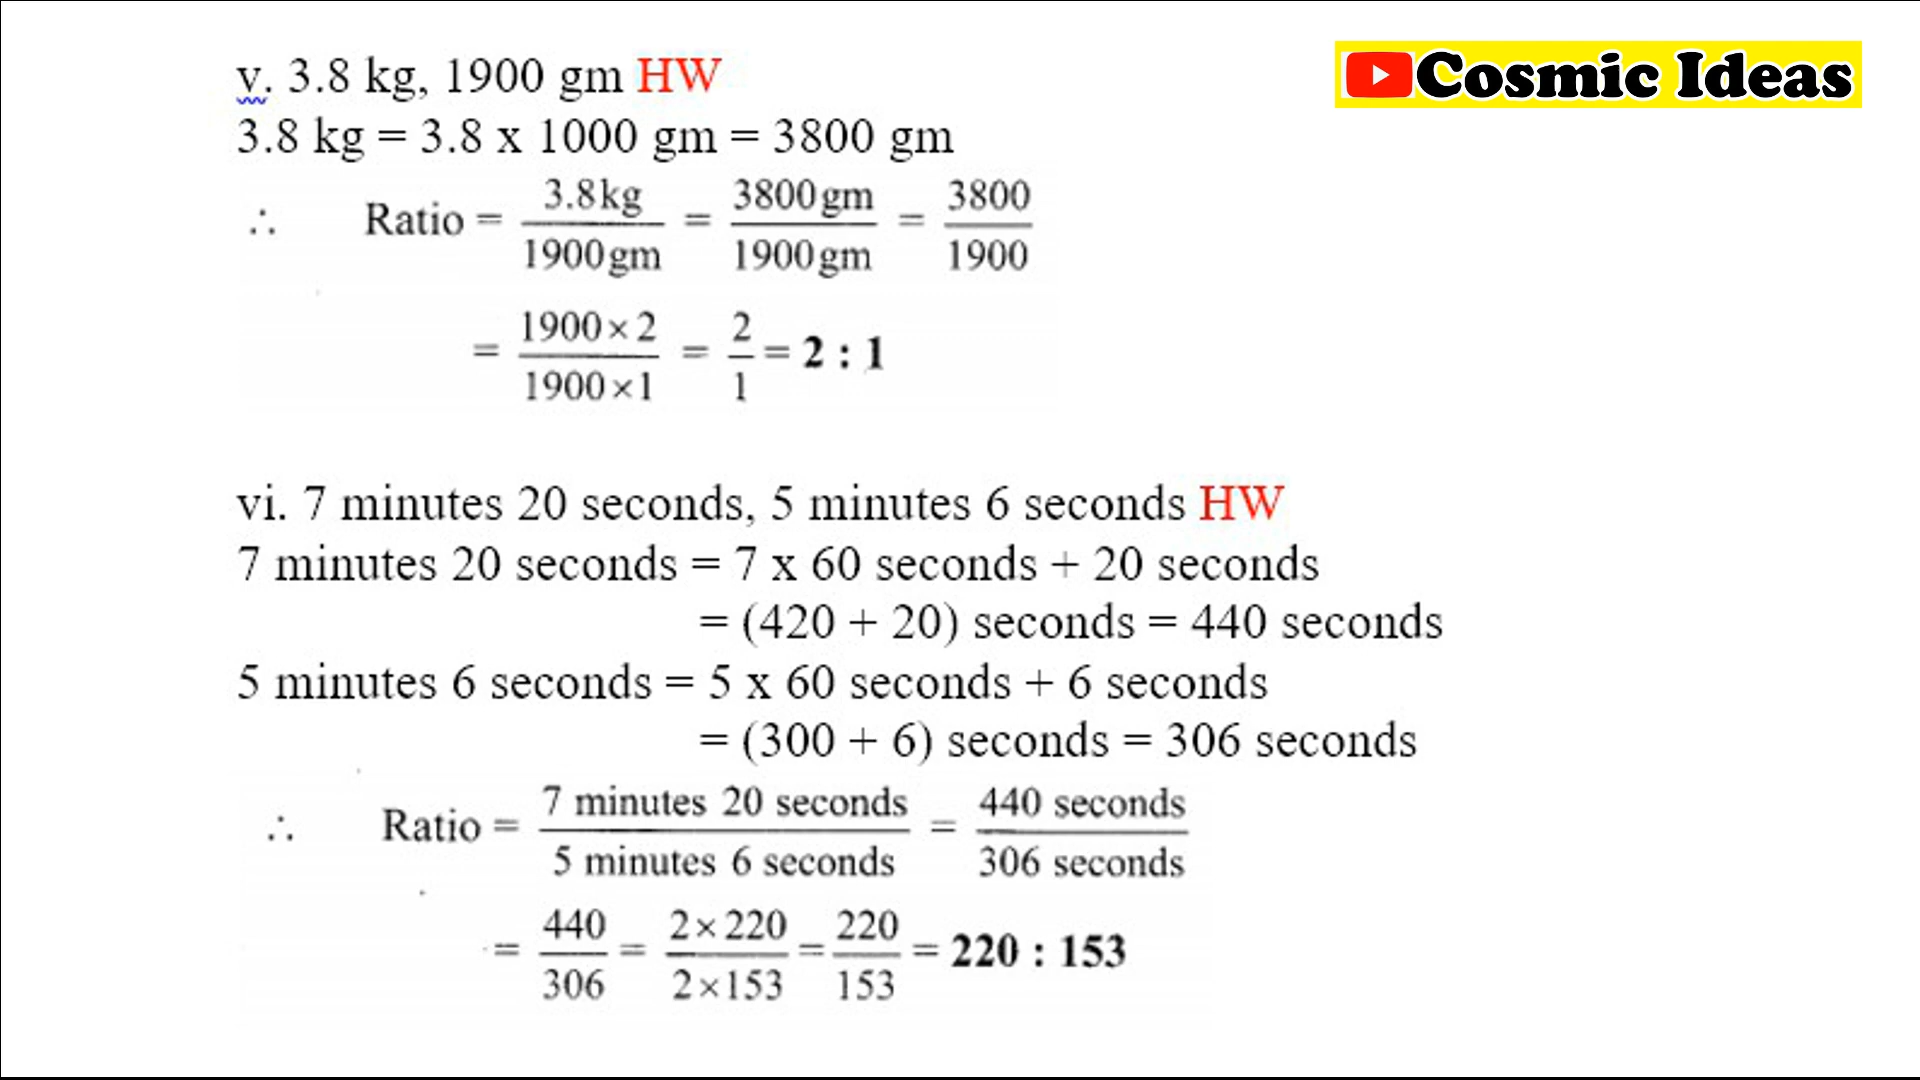 v. 3.8 kg, 1900 gm HW
Cosmic Ideas
3.8 kg = 3.8 x 1000 gm = 3800 gm
∴ Ratio = 3.8kg/1900gm = 3800gm/1900gm = 3800/1900
= 1900×2/1900×1 = 2/1 = 2 : 1
vi. 7 minutes 20 seconds, 5 minutes 6 seconds HW
7 minutes 20 seconds = 7 x 60 seconds + 20 seconds
= (420 + 20) seconds = 440 seconds
5 minutes 6 seconds = 5 x 60 seconds + 6 seconds
= (300 + 6) seconds = 306 seconds
∴ Ratio = 7 minutes 20 seconds/5 minutes 6 seconds = 440 seconds/306 seconds
= 440/306 = 2×220/2×153 = 220/153 = 220 : 153